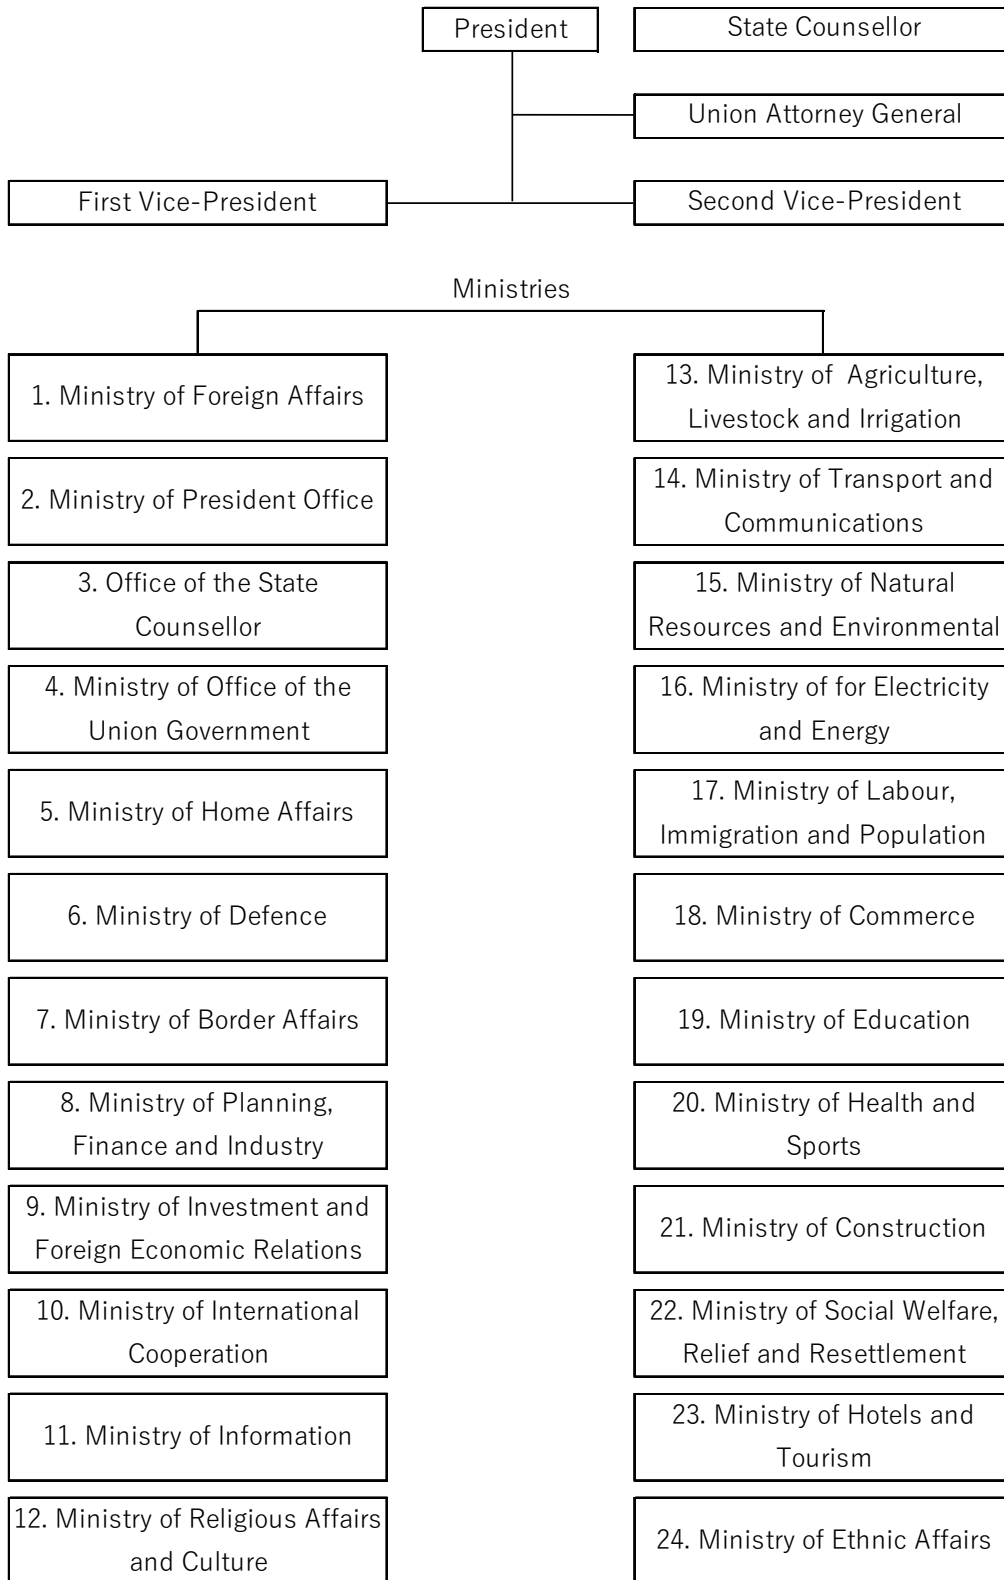 President
State Counsellor
Union Attorney General
First Vice-President
Second Vice-President
Ministries
1. Ministry of Foreign Affairs
2. Ministry of President Office
3. Office of the State
Counsellor
4. Ministry of Office of the
Union Government
5. Ministry of Home Affairs
6. Ministry of Defence
7. Ministry of Border Affairs
8. Ministry of Planning,
Finance and Industry
9. Ministry of Investment and
Foreign Economic Relations
10. Ministry of International
Cooperation
11. Ministry of Information
12. Ministry of Religious Affairs
and Culture
13. Ministry of Agriculture,
Livestock and Irrigation
14. Ministry of Transport and
Communications
15. Ministry of Natural
Resources and Environmental
16. Ministry of for Electricity
and Energy
17. Ministry of Labour,
Immigration and Population
18. Ministry of Commerce
19. Ministry of Education
20. Ministry of Health and
Sports
21. Ministry of Construction
22. Ministry of Social Welfare,
Relief and Resettlement
23. Ministry of Hotels and
Tourism
24. Ministry of Ethnic Affairs